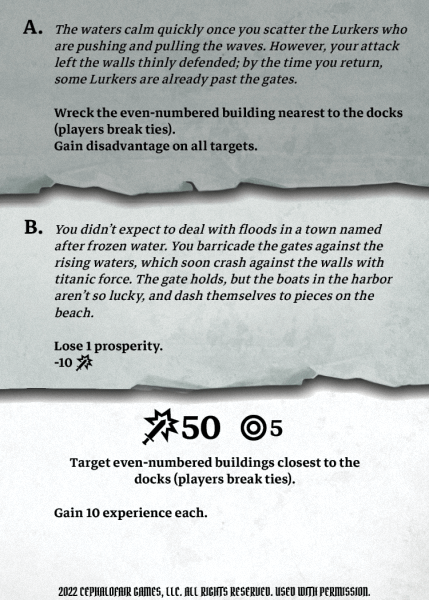 A. The waters calm quickly once you scatter the Lurkers who
are pushing and pulling the waves. However, your attack
left the walls thinly defended; by the time you return,
some Lurkers are already past the gates.
Wreck the even-numbered building nearest to the docks
(players break ties).
Gain disadvantage on all targets.
B. You didn't expect to deal with floods in a town named
after frozen water. You barricade the gates against the
rising waters, which soon crash against the walls with
titanic force. The gate holds, but the boats in the harbor
aren't so lucky, and dash themselves to pieces on the
beach.
Lose 1 prosperity.
-10
50 5
Target even-numbered buildings closest to the
docks (players break ties).
Gain 10 experience each.
2022 CEPHALOFAIR GAMES, LLC. ALL RIGHTS RESERVED. USED WITH PERMISSION.